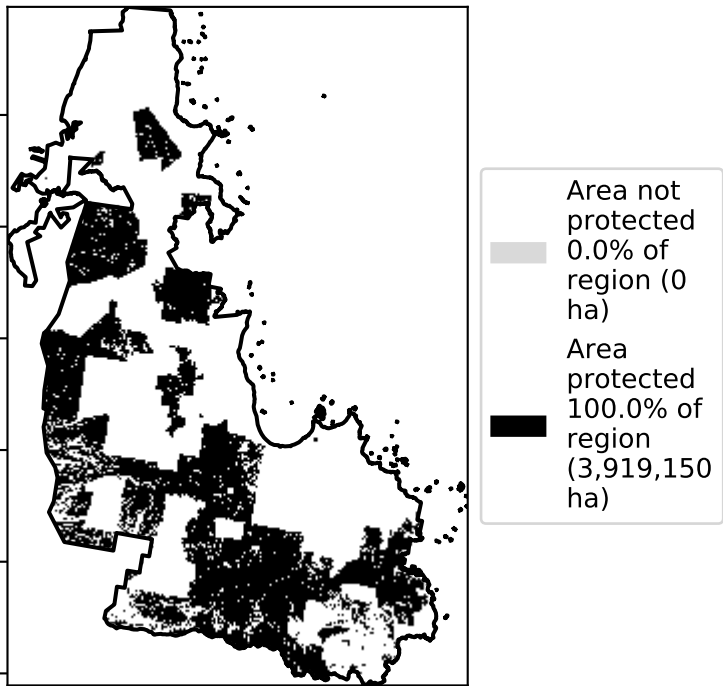 Area not
protected
0.0% of
region (0
ha)
Area
protected
100.0% of
region
(3,919,150
ha)